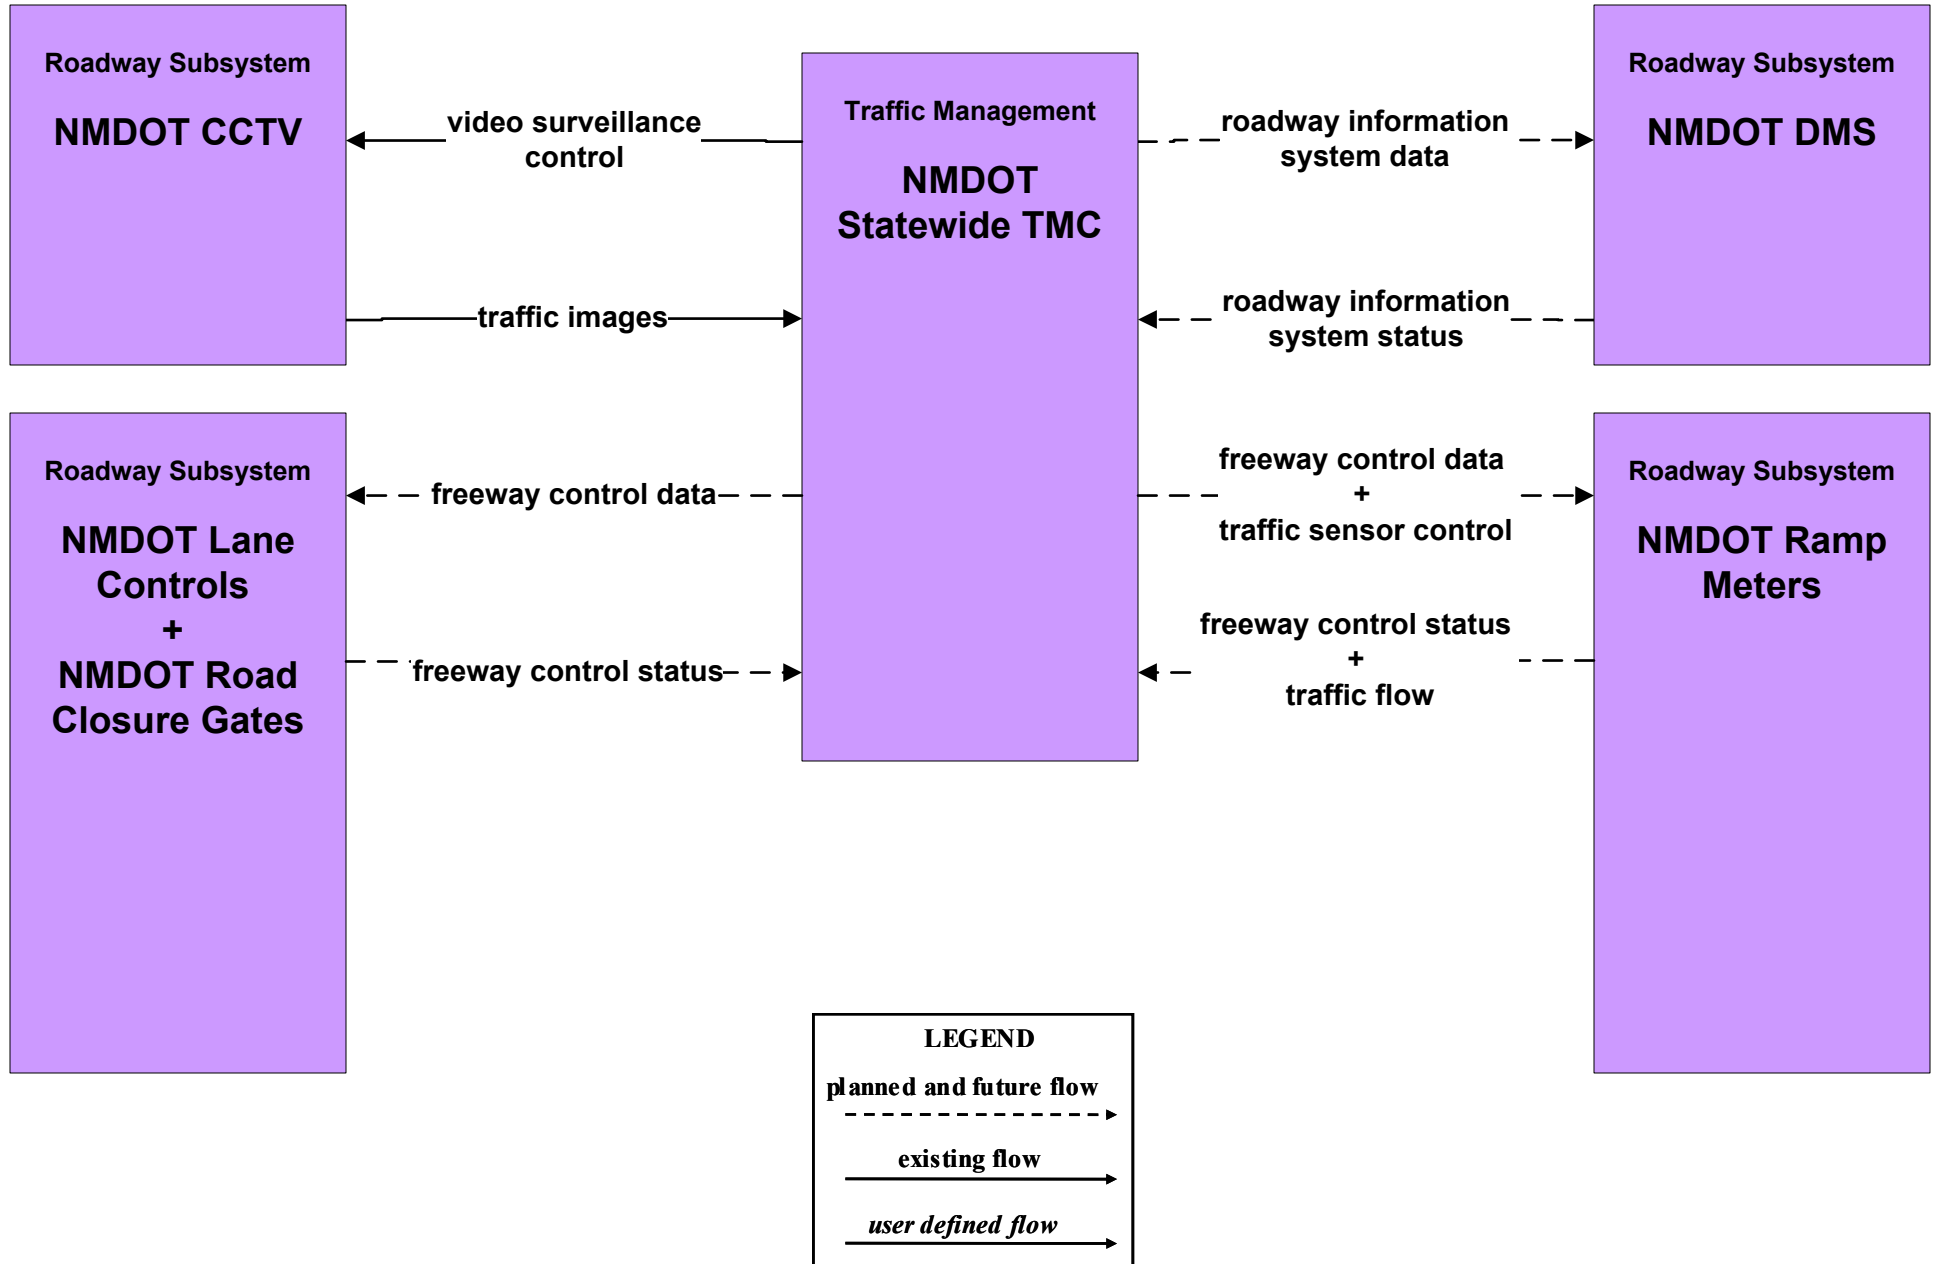 Roadway Subsystem
NMDOT CCTV
video surveillance
control
traffic images
Traffic Management
NMDOT
Statewide TMC
roadway information
system data
roadway information
system status
Roadway Subsystem
NMDOT DMS
Roadway Subsystem
NMDOT Lane
Controls
+
NMDOT Road
Closure Gates
freeway control data
freeway control status
freeway control data
+
traffic sensor control
freeway control status
+
traffic flow
Roadway Subsystem
NMDOT Ramp
Meters
LEGEND
planned and future flow
existing flow
user defined flow